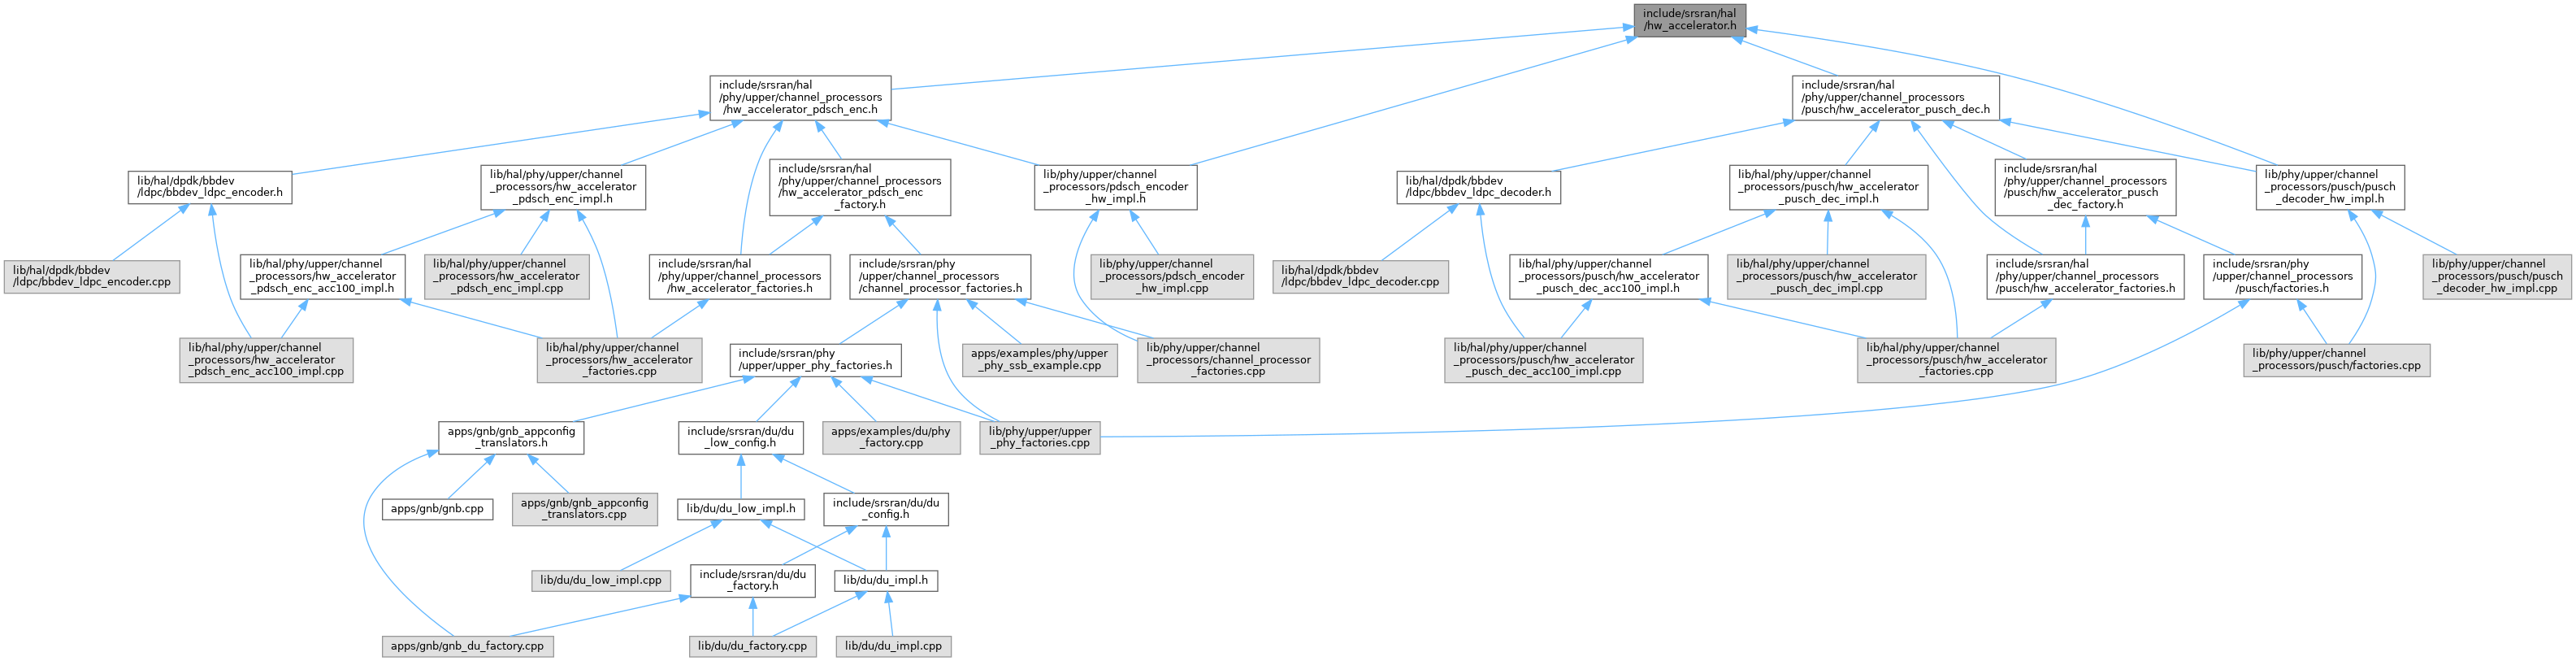 include/srsran/hal
/hw_accelerator.h
include/srsran/hal
/phy/upper/channel_processors
/hw_accelerator_pdsch_enc.h
include/srsran/hal
/phy/upper/channel_processors
/pusch/hw_accelerator_pusch_dec.h
lib/hal/dpdk/bbdev
/ldpc/bbdev_ldpc_encoder.h
lib/hal/phy/upper/channel
_processors/hw_accelerator
_pdsch_enc_impl.h
include/srsran/hal
/phy/upper/channel_processors
/hw_accelerator_pdsch_enc
_factory.h
lib/phy/upper/channel
_processors/pdsch_encoder
_hw_impl.h
lib/hal/dpdk/bbdev
/ldpc/bbdev_ldpc_decoder.h
lib/hal/phy/upper/channel
_processors/pusch/hw_accelerator
_pusch_dec_impl.h
include/srsran/hal
/phy/upper/channel_processors
/pusch/hw_accelerator_pusch
_dec_factory.h
lib/phy/upper/channel
_processors/pusch/pusch
_decoder_hw_impl.h
lib/hal/dpdk/bbdev
/ldpc/bbdev_ldpc_encoder.cpp
lib/hal/phy/upper/channel
_processors/hw_accelerator
_pdsch_enc_acc100_impl.h
lib/hal/phy/upper/channel
_processors/hw_accelerator
_pdsch_enc_impl.cpp
include/srsran/hal
/phy/upper/channel_processors
/hw_accelerator_factories.h
include/srsran/phy
/upper/channel_processors
/channel_processor_factories.h
lib/phy/upper/channel
_processors/pdsch_encoder
_hw_impl.cpp
lib/hal/dpdk/bbdev
/ldpc/bbdev_ldpc_decoder.cpp
lib/hal/phy/upper/channel
_processors/pusch/hw_accelerator
_pusch_dec_acc100_impl.h
lib/hal/phy/upper/channel
_processors/pusch/hw_accelerator
_pusch_dec_impl.cpp
include/srsran/hal
/phy/upper/channel_processors
/pusch/hw_accelerator_factories.h
include/srsran/phy
/upper/channel_processors
/pusch/factories.h
lib/phy/upper/channel
_processors/pusch/pusch
_decoder_hw_impl.cpp
lib/hal/phy/upper/channel
_processors/hw_accelerator
_pdsch_enc_acc100_impl.cpp
lib/hal/phy/upper/channel
_processors/hw_accelerator
_factories.cpp
include/srsran/phy
/upper/upper_phy_factories.h
apps/examples/phy/upper
_phy_ssb_example.cpp
lib/phy/upper/channel
_processors/channel_processor
_factories.cpp
lib/hal/phy/upper/channel
_processors/pusch/hw_accelerator
_pusch_dec_acc100_impl.cpp
lib/hal/phy/upper/channel
_processors/pusch/hw_accelerator
_factories.cpp
lib/phy/upper/channel
_processors/pusch/factories.cpp
apps/gnb/gnb_appconfig
_translators.h
include/srsran/du/du
_low_config.h
apps/examples/du/phy
_factory.cpp
lib/phy/upper/upper
_phy_factories.cpp
apps/gnb/gnb.cpp
apps/gnb/gnb_appconfig
_translators.cpp
lib/du/du_low_impl.h
include/srsran/du/du
_config.h
lib/du/du_low_impl.cpp
include/srsran/du/du
_factory.h
lib/du/du_impl.h
apps/gnb/gnb_du_factory.cpp
lib/du/du_factory.cpp
lib/du/du_impl.cpp